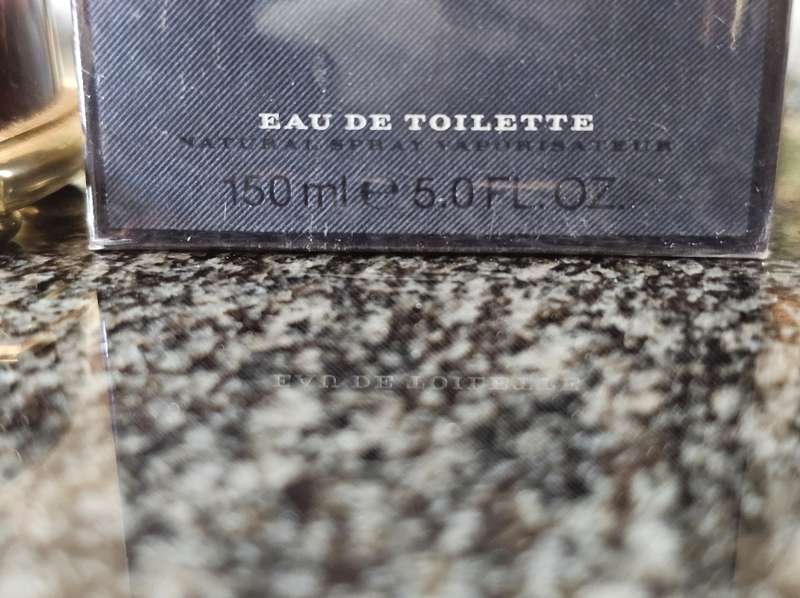 EAU DE TOILETTE
NATURAL SPRAY VAPORISATEUR
150 ml ℮ 5.0 FL. OZ.